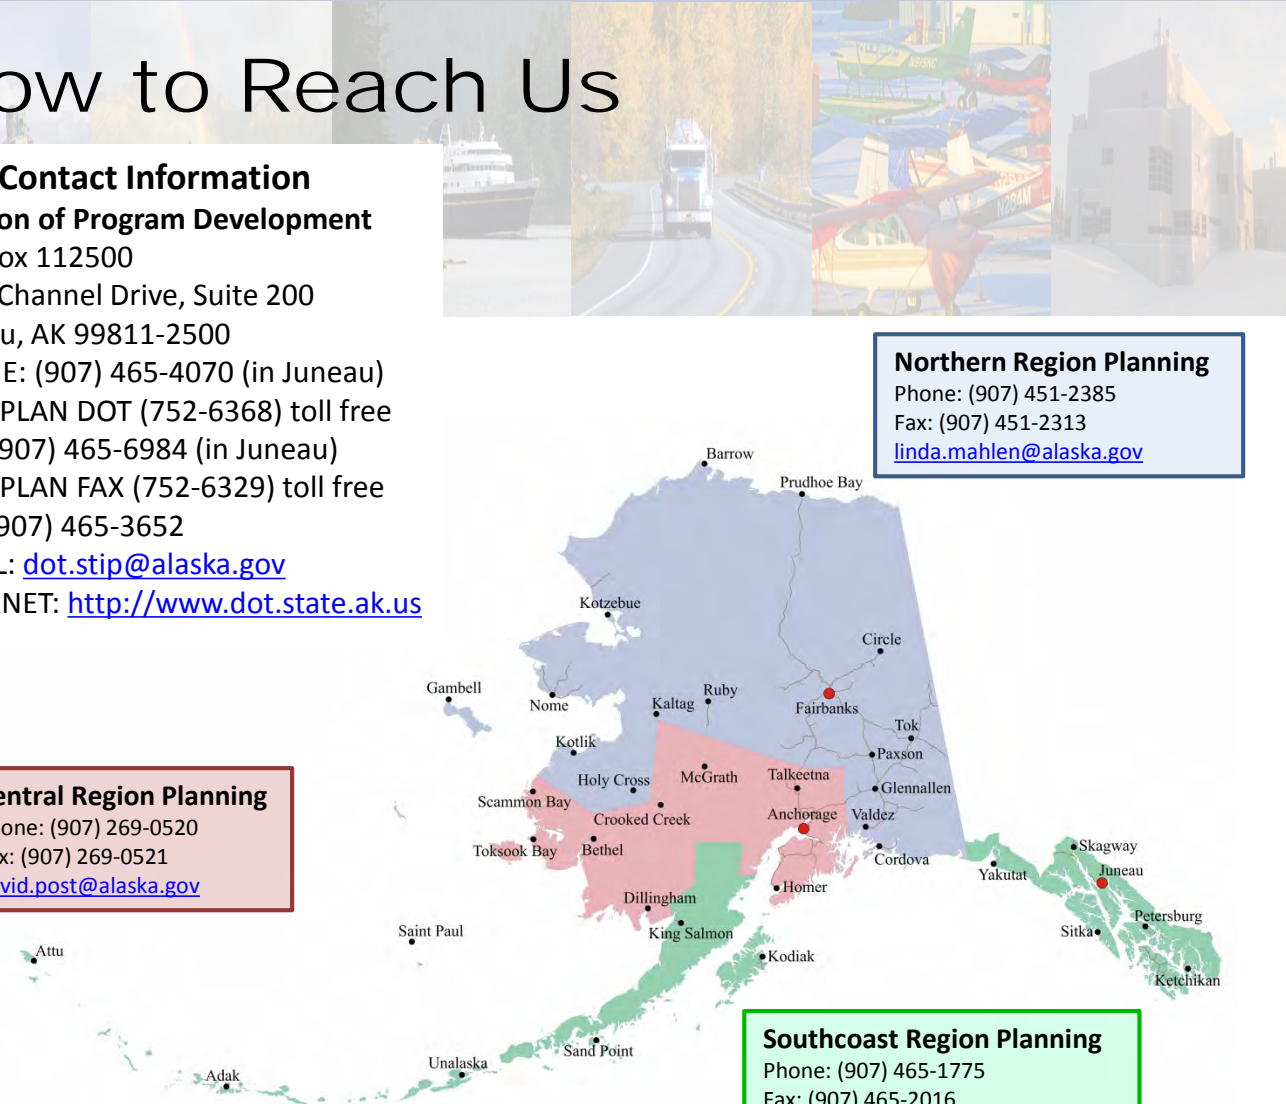 ow to Reach Us
Contact Information
on of Program Development
ox 112500
Channel Drive, Suite 200
u, AK 99811-2500
E: (907) 465-4070 (in Juneau)
PLAN DOT (752-6368) toll free
907) 465-6984 (in Juneau)
PLAN FAX (752-6329) toll free
907) 465-3652
L: dot.stip@alaska.gov
NET: http://www.dot.state.ak.us
N915NC
N264M
Northern Region Planning
Phone: (907) 451-2385
Fax: (907) 451-2313
linda.mahlen@alaska.gov
Barrow
Prudhoe Bay
Kotzebue
Circle
Gambell
Nome
Kaltag
Ruby
Fairbanks
Tok
Kotlik
Paxson
Holy Cross
McGrath
Talkeetna
Glennallen
Scammon Bay
Crooked Creek
Anchorage
Valdez
Toksook Bay
Bethel
Cordova
Skagway
Yakutat
Juneau
Homer
Dillingham
Petersburg
Saint Paul
King Salmon
Sitka
Attu
Kodiak
Ketchikan
Sand Point
Unalaska
Adak
entral Region Planning
one: (907) 269-0520
x: (907) 269-0521
vid.post@alaska.gov
Southcoast Region Planning
Phone: (907) 465-1775
Fax: (907) 465-2016